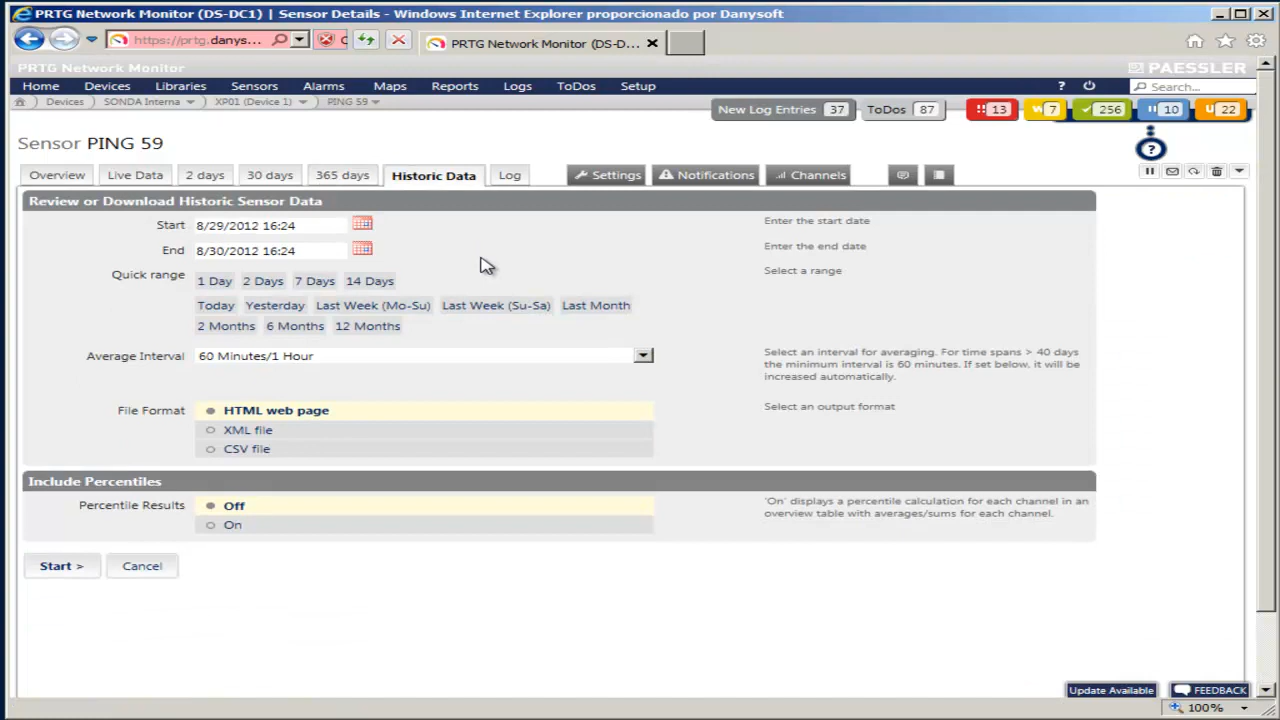 PRTG Network Monitor (DS-DC1) | Sensor Details - Windows Internet Explorer proporcionado por Danysoft
https://prtg.danys... PRTG Network Monitor (DS-D...
PRTG Network Monitor PAESSLER
Home Devices Libraries Sensors Alarms Maps Reports Logs ToDos Setup ? Search...
Devices SONDA Interna XP01 (Device 1) PING 59
New Log Entries 37 ToDos 87 !! 13 W 7 256 10 U 22
Sensor PING 59 ?
Overview Live Data 2 days 30 days 365 days Historic Data Log Settings Notifications Channels
Review or Download Historic Sensor Data
Start 8/29/2012 16:24 Enter the start date
End 8/30/2012 16:24 Enter the end date
Quick range 1 Day 2 Days 7 Days 14 Days Select a range
Today Yesterday Last Week (Mo-Su) Last Week (Su-Sa) Last Month
2 Months 6 Months 12 Months
Average Interval 60 Minutes/1 Hour Select an interval for averaging. For time spans > 40 days
the minimum interval is 60 minutes. If set below, it will be
increased automatically.
File Format HTML web page Select an output format
XML file
CSV file
Include Percentiles
Percentile Results Off 'On' displays a percentile calculation for each channel in an
overview table with averages/sums for each channel.
On
Start > Cancel
Update Available FEEDBACK
100%